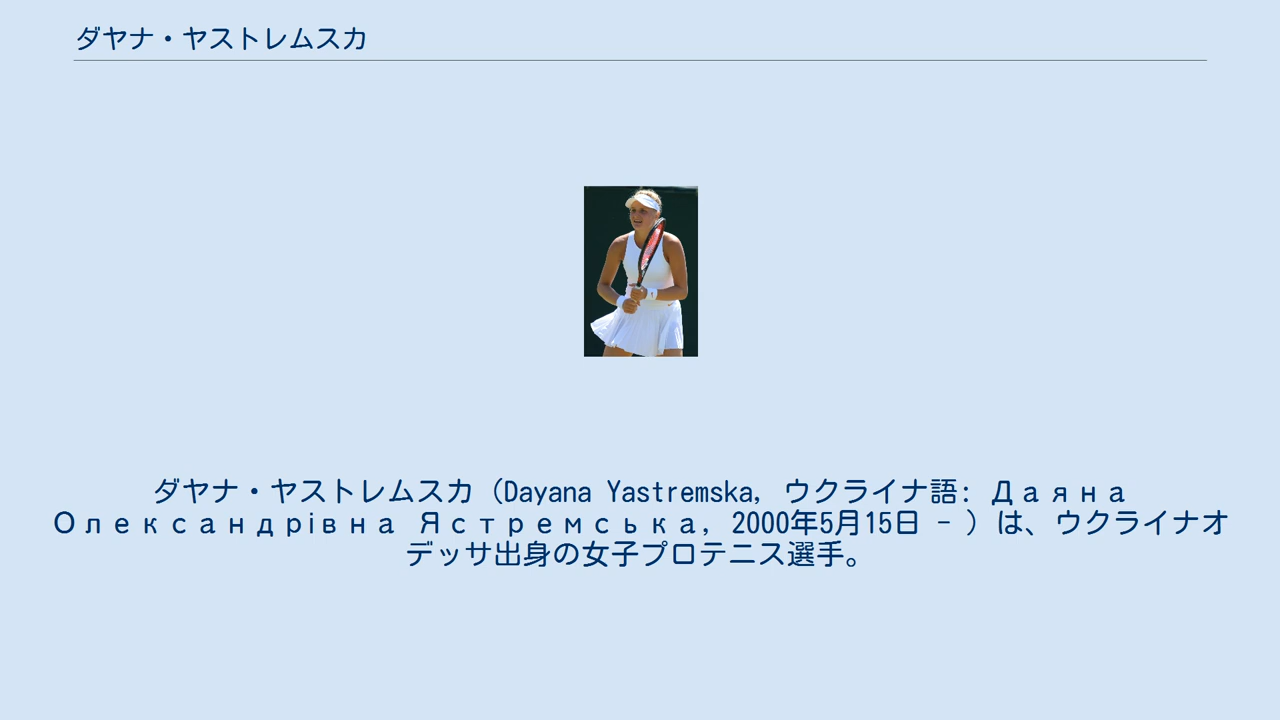 ダヤナ・ヤストレムスカ
ダヤナ・ヤストレムスカ（Dayana Yastremska, ウクライナ語: Даяна
Олександрівна Ястремська, 2000年5月15日 - ）は、ウクライナオ
デッサ出身の女子プロテニス選手。